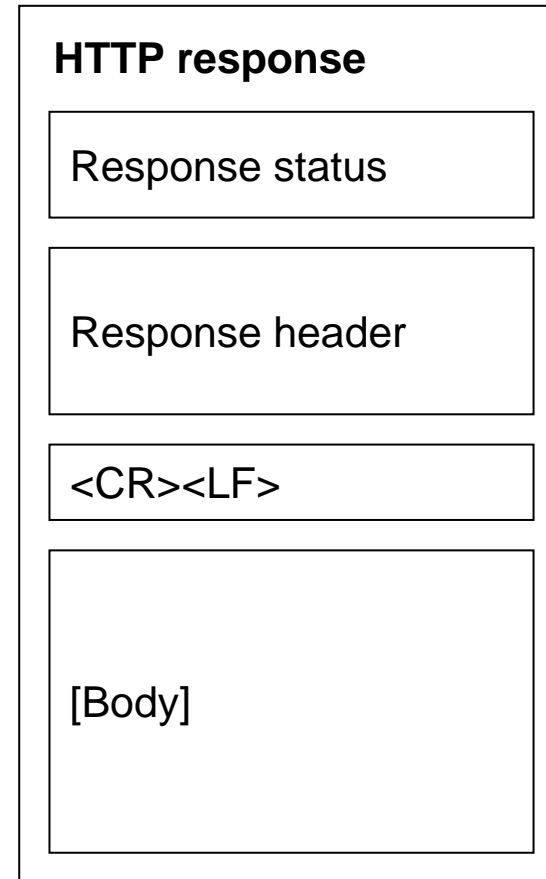 HTTP response
Response status
Response header
<CR><LF>
[Body]